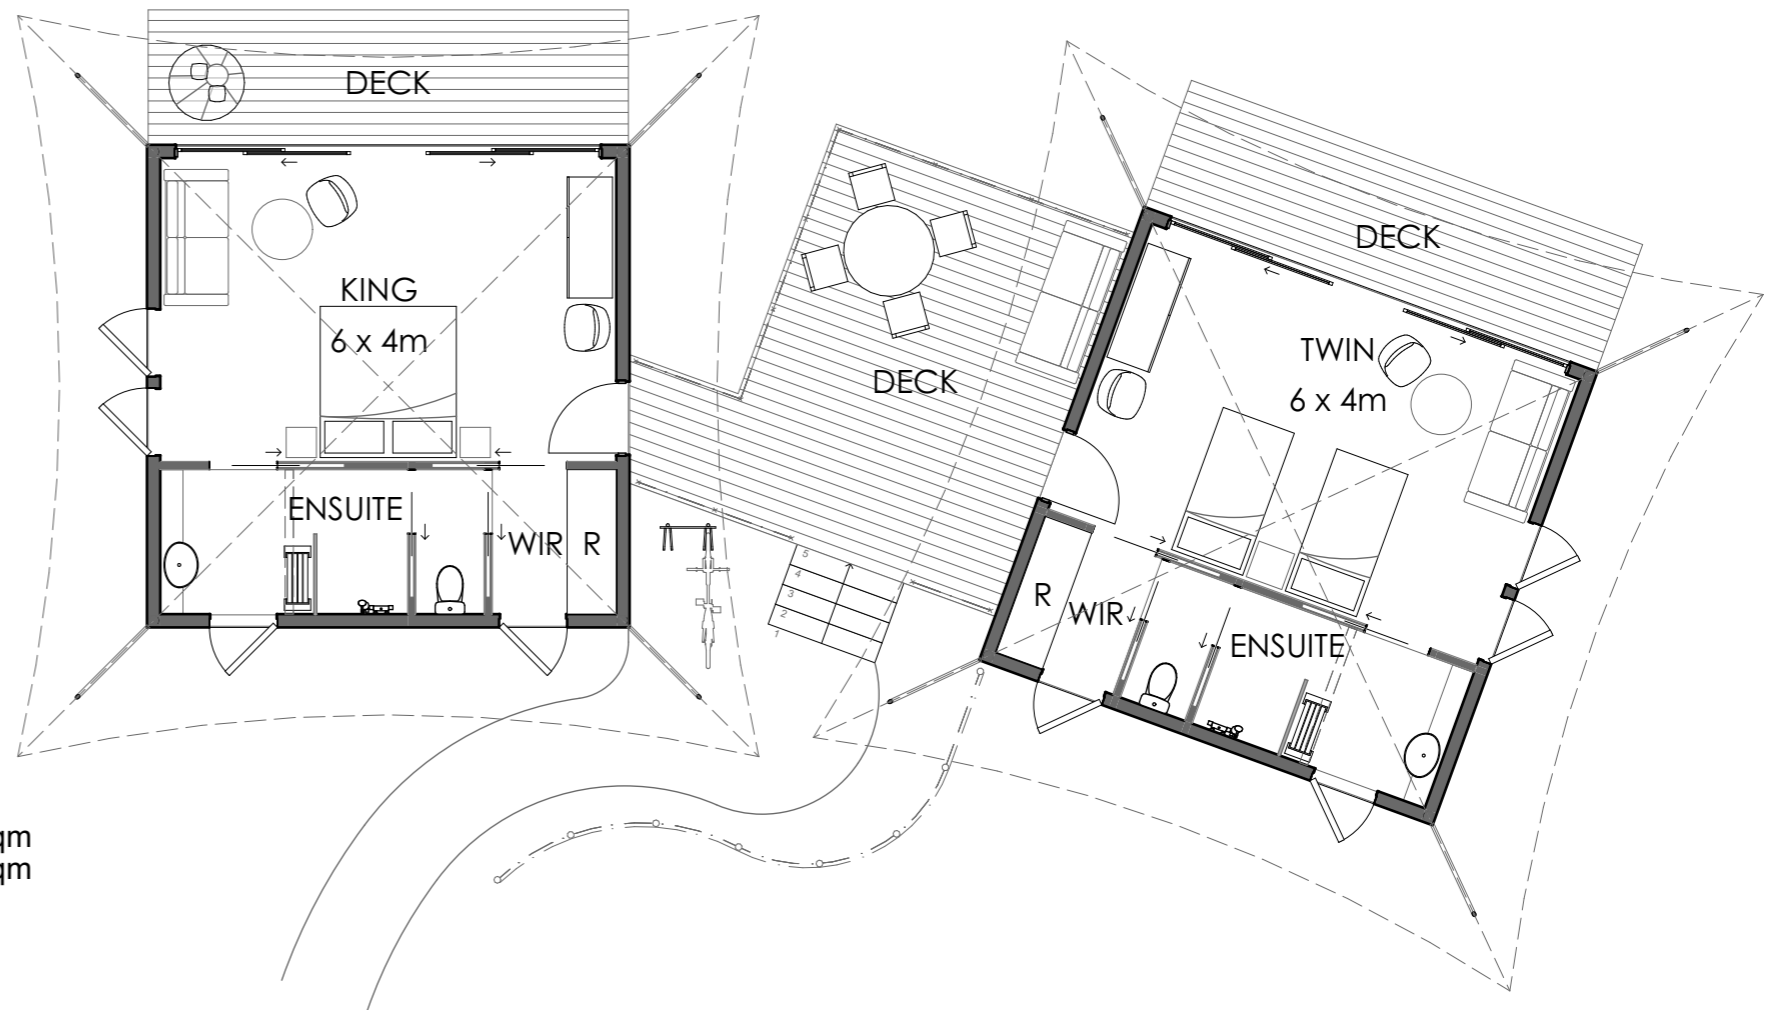 DECK
KING
6 x 4m
ENSUITE
WIR R
DECK
5
4
3
2
1
DECK
TWIN
6 x 4m
R
WIR
ENSUITE
qm
qm